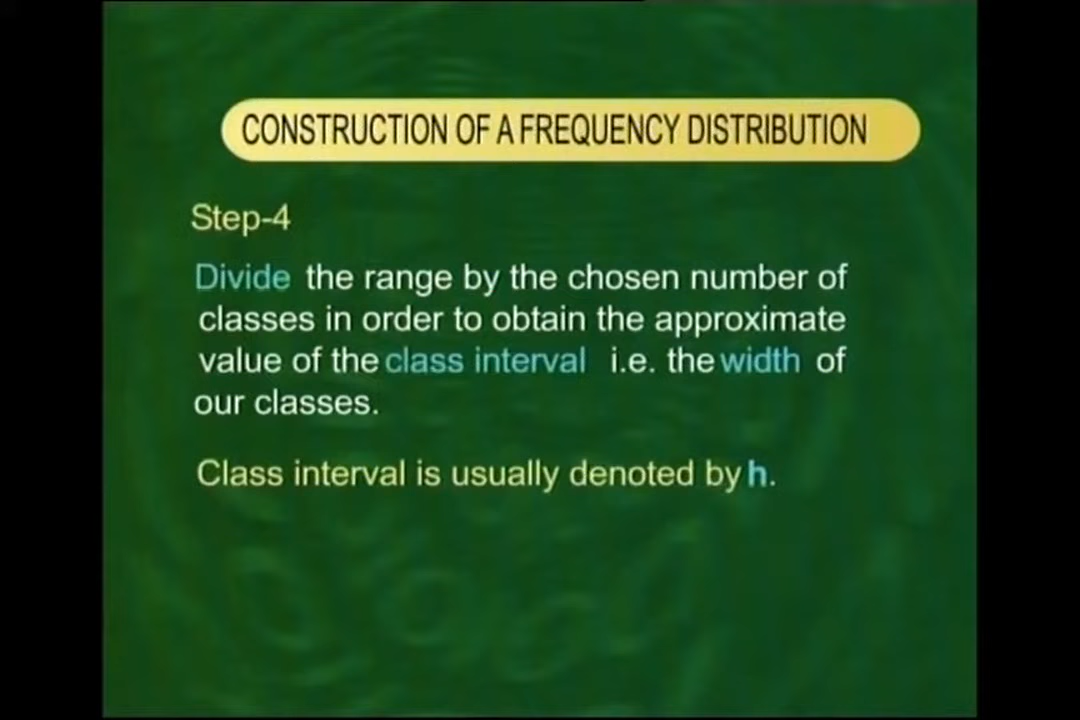 CONSTRUCTION OF A FREQUENCY DISTRIBUTION
Step-4
Divide the range by the chosen number of
classes in order to obtain the approximate
value of the class interval i.e. the width of
our classes.
Class interval is usually denoted by h.